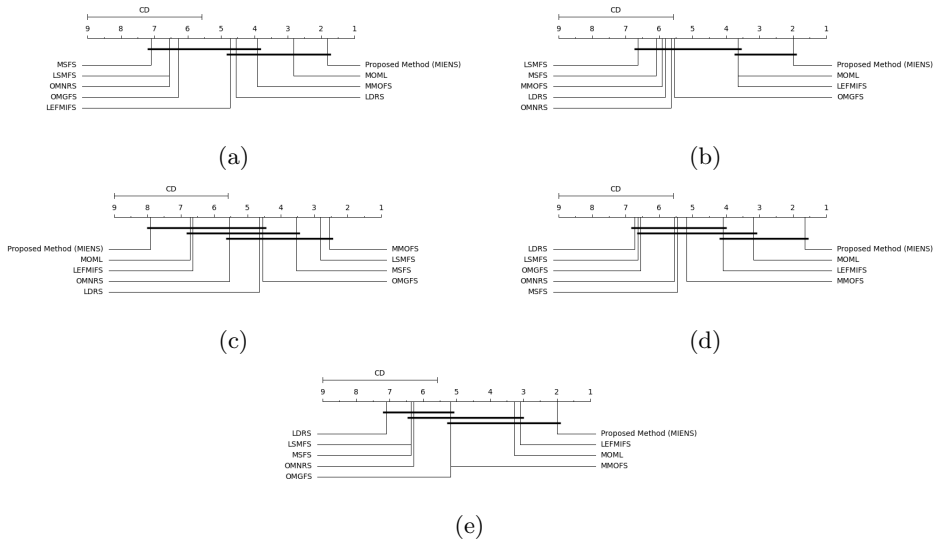 CD
9 8 7 6 5 4 3 2 1
MSFS
LSMFS
OMNRS
OMGFS
LEFMIFS
Proposed Method (MIENS)
MOML
MMOFS
LDRS
(a)
CD
9 8 7 6 5 4 3 2 1
LSMFS
MSFS
MMOFS
LDRS
OMNRS
Proposed Method (MIENS)
MOML
LEFMIFS
OMGFS
(b)
CD
9 8 7 6 5 4 3 2 1
Proposed Method (MIENS)
MOML
LEFMIFS
OMNRS
LDRS
MMOFS
LSMFS
MSFS
OMGFS
(c)
CD
9 8 7 6 5 4 3 2 1
LDRS
LSMFS
OMGFS
OMNRS
MSFS
Proposed Method (MIENS)
MOML
LEFMIFS
MMOFS
(d)
CD
9 8 7 6 5 4 3 2 1
LDRS
LSMFS
MSFS
OMNRS
OMGFS
Proposed Method (MIENS)
LEFMIFS
MOML
MMOFS
(e)